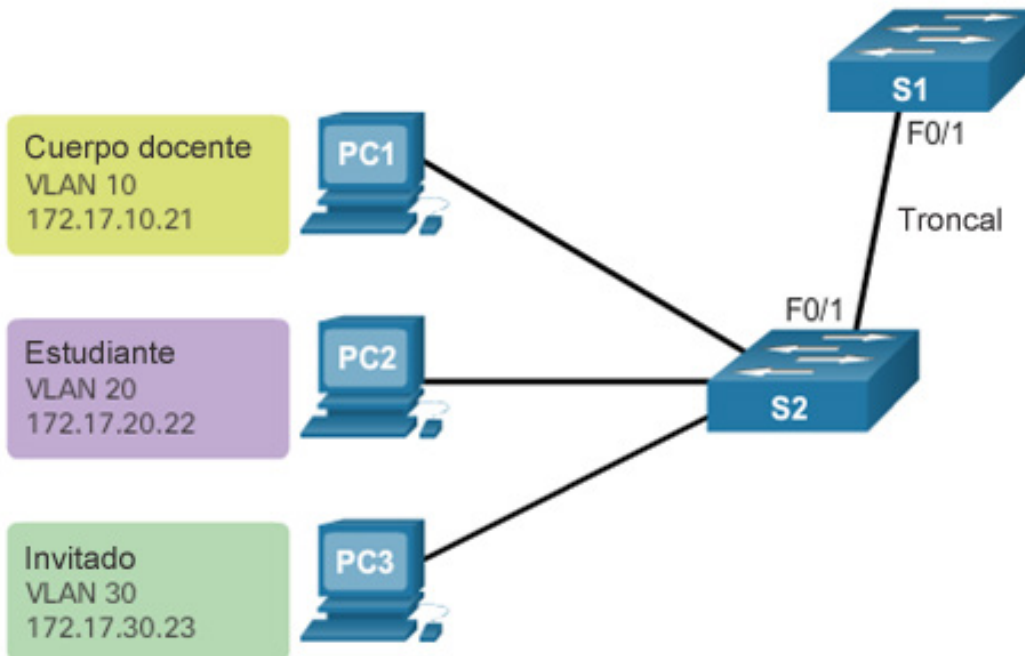 S1
F0/1
Troncal
Cuerpo docente
VLAN 10
172.17.10.21
PC1
Estudiante
VLAN 20
172.17.20.22
PC2
F0/1
S2
Invitado
VLAN 30
172.17.30.23
PC3